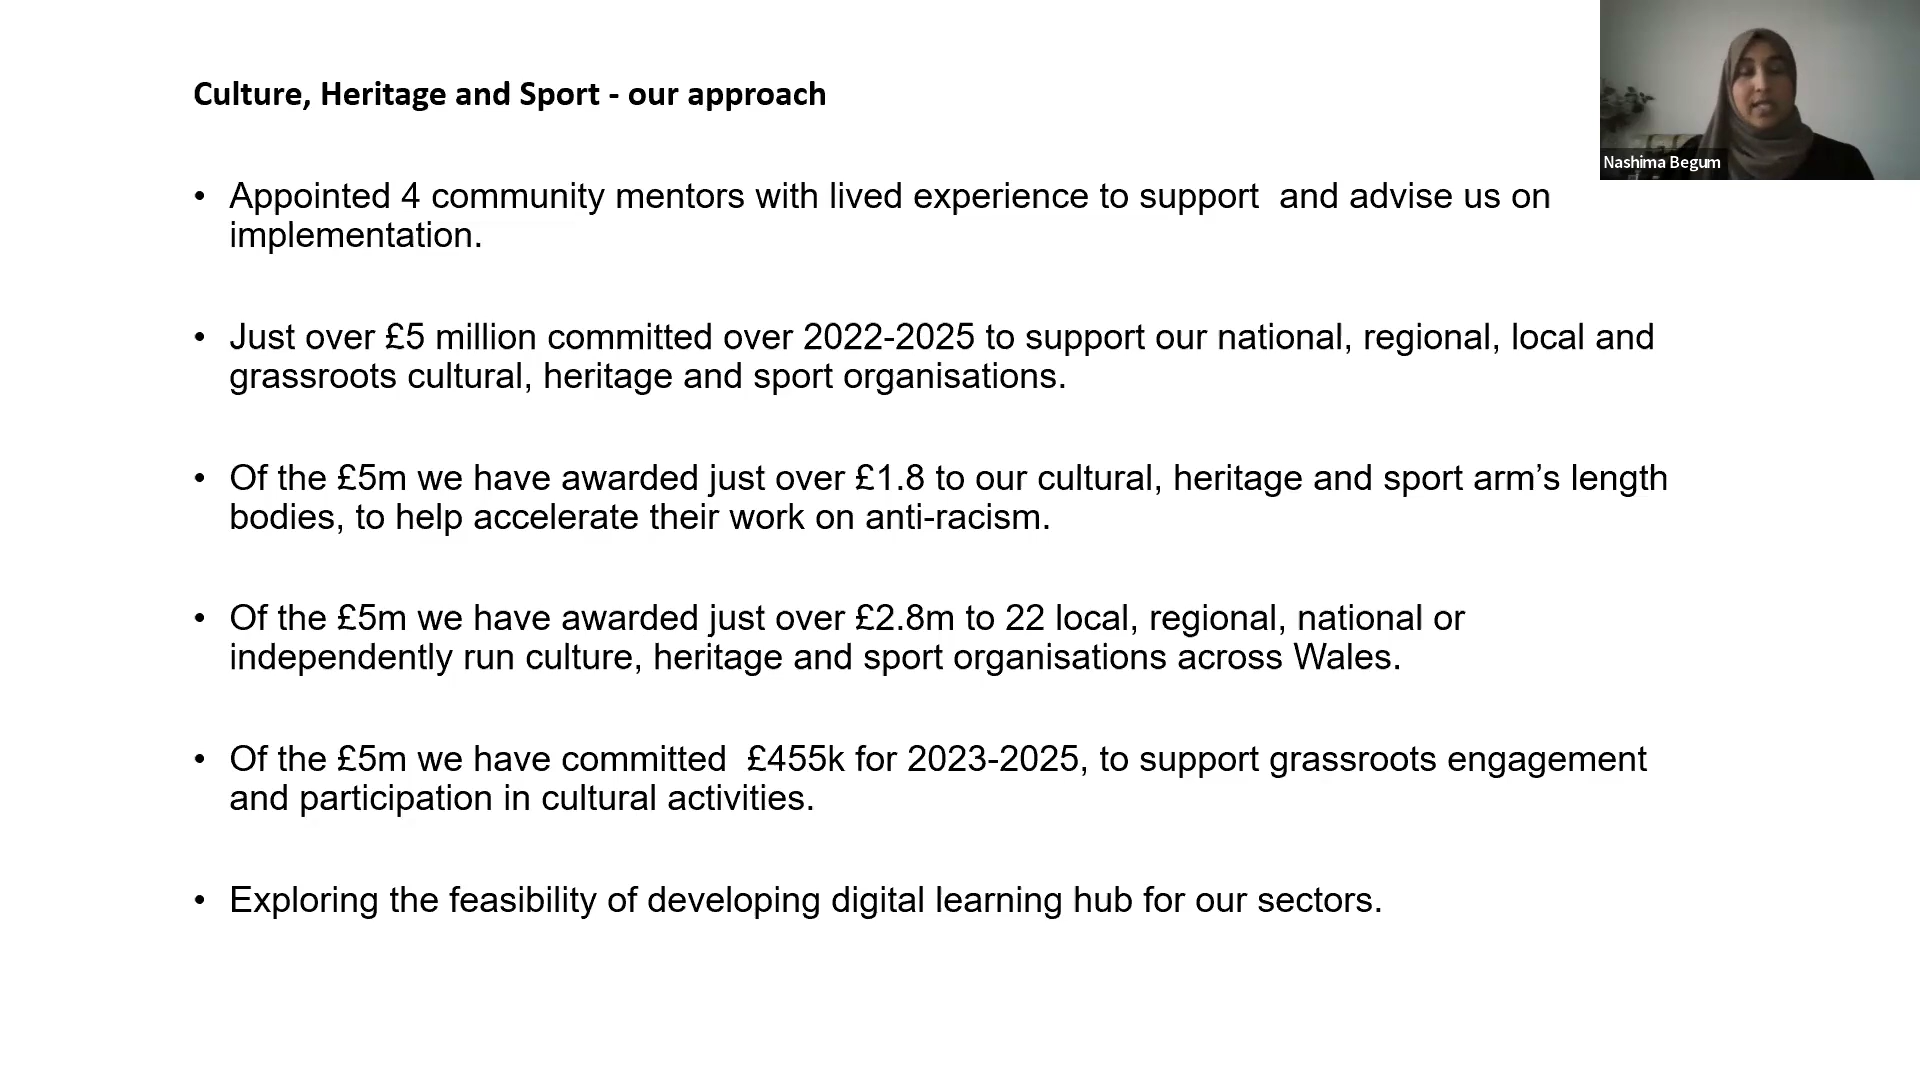 Culture, Heritage and Sport - our approach
Nashima Begum
• Appointed 4 community mentors with lived experience to support  and advise us on
implementation.
• Just over £5 million committed over 2022-2025 to support our national, regional, local and
grassroots cultural, heritage and sport organisations.
• Of the £5m we have awarded just over £1.8 to our cultural, heritage and sport arm’s length
bodies, to help accelerate their work on anti-racism.
• Of the £5m we have awarded just over £2.8m to 22 local, regional, national or
independently run culture, heritage and sport organisations across Wales.
• Of the £5m we have committed  £455k for 2023-2025, to support grassroots engagement
and participation in cultural activities.
• Exploring the feasibility of developing digital learning hub for our sectors.